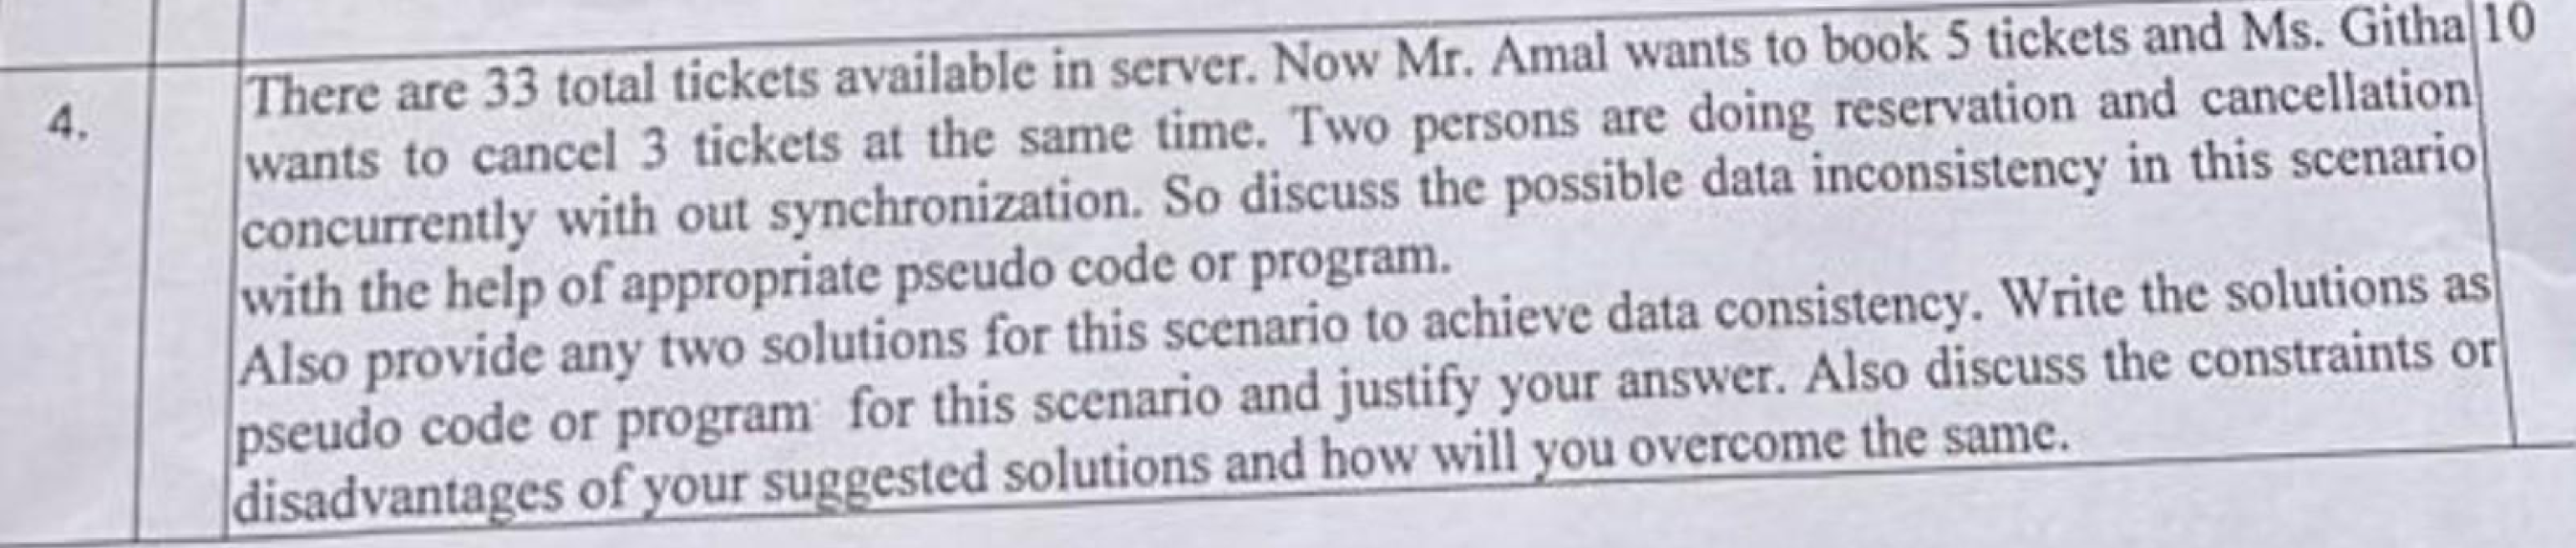 4. There are 33 total tickets available in server. Now Mr. Amal wants to book 5 tickets and Ms. Githa 10
wants to cancel 3 tickets at the same time. Two persons are doing reservation and cancellation
concurrently with out synchronization. So discuss the possible data inconsistency in this scenario
with the help of appropriate pseudo code or program.
Also provide any two solutions for this scenario to achieve data consistency. Write the solutions as
pseudo code or program for this scenario and justify your answer. Also discuss the constraints or
disadvantages of your suggested solutions and how will you overcome the same.